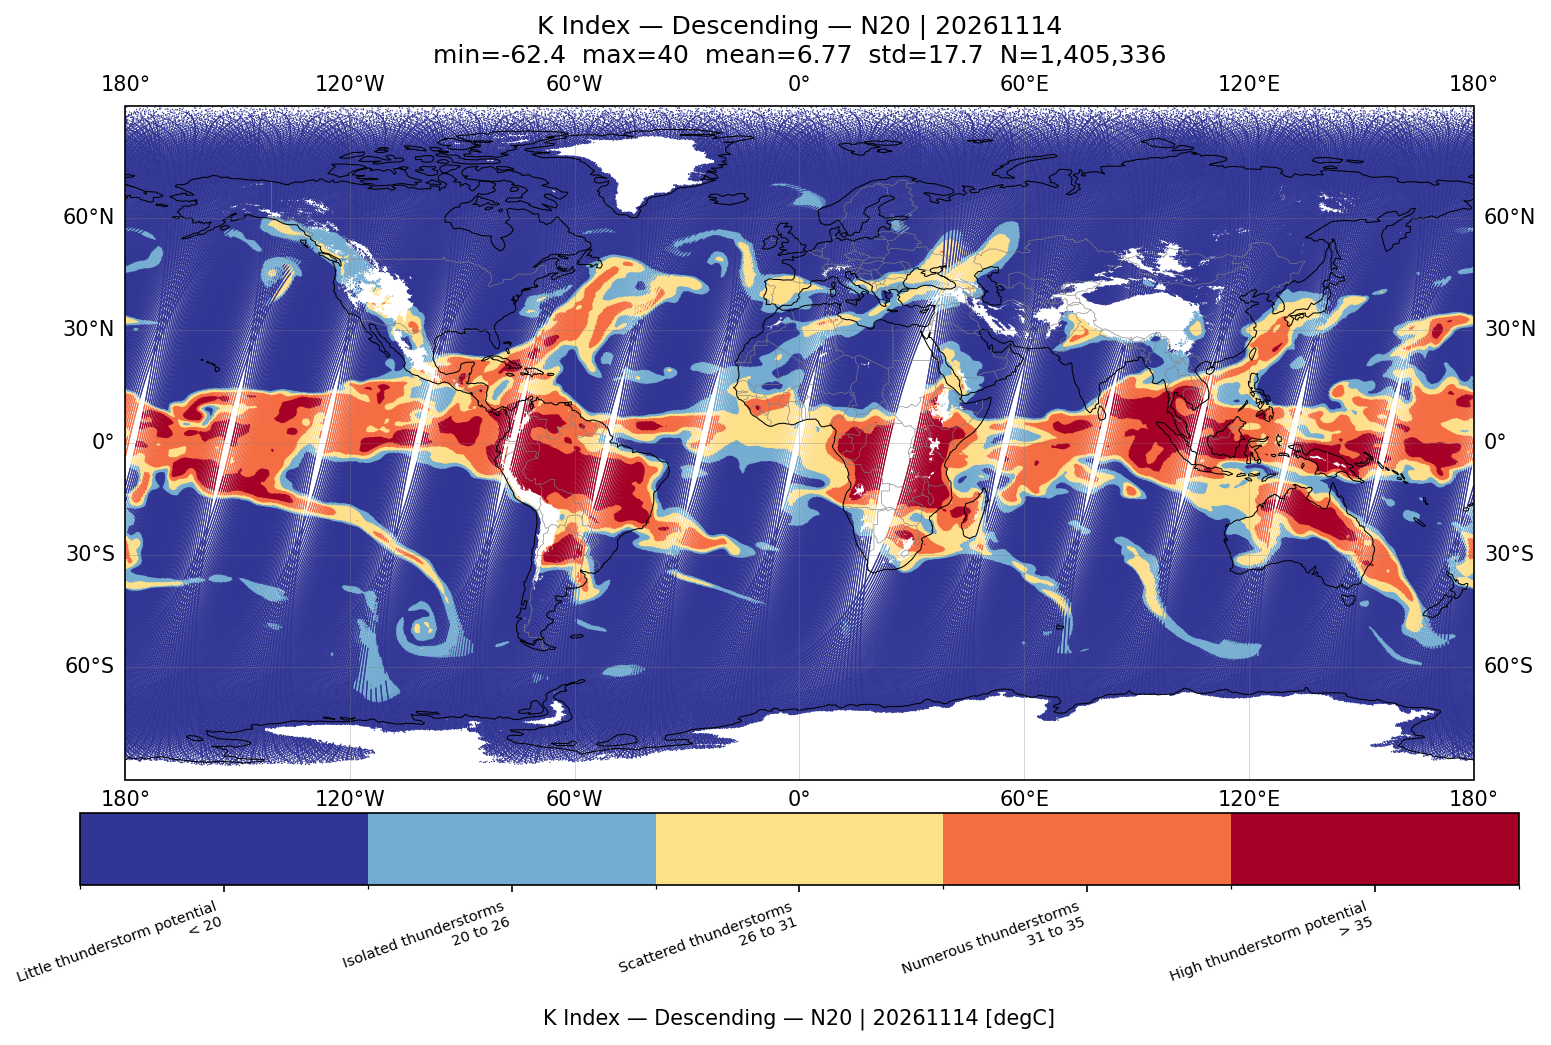 K Index — Descending — N20 | 20261114
min=-62.4  max=40  mean=6.77  std=17.7  N=1,405,336
180° 120°W 60°W 0° 60°E 120°E 180°
60°N 60°N
30°N 30°N
0° 0°
30°S 30°S
60°S 60°S
180° 120°W 60°W 0° 60°E 120°E 180°
Little thunderstorm potential
< 20
Isolated thunderstorms
20 to 26
Scattered thunderstorms
26 to 31
Numerous thunderstorms
31 to 35
High thunderstorm potential
> 35
K Index — Descending — N20 | 20261114 [degC]